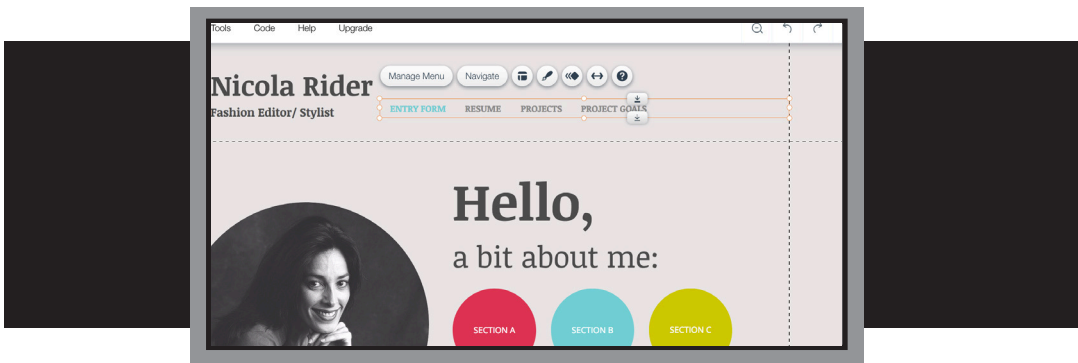 Tools Code Help Upgrade
Nicola Rider
Fashion Editor/ Stylist
Manage Menu Navigate ?
ENTRY FORM RESUME PROJECTS PROJECT GOALS
Hello,
a bit about me:
SECTION A SECTION B SECTION C